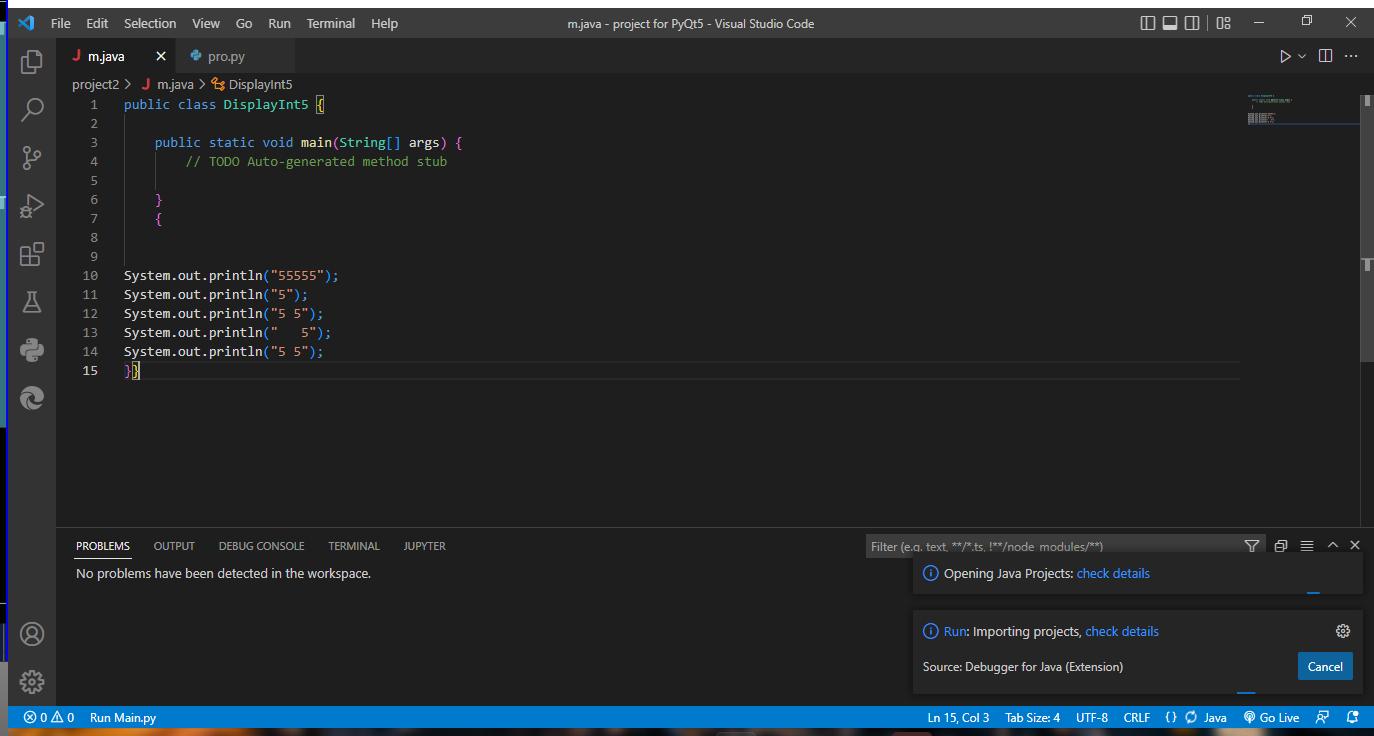 File Edit Selection View Go Run Terminal Help m.java - project for PyQt5 - Visual Studio Code
J m.java pro.py
project2 > J m.java > DisplayInt5
1 public class DisplayInt5 {
2
3     public static void main(String[] args) {
4         // TODO Auto-generated method stub
5
6     }
7     {
8
9
10 System.out.println("55555");
11 System.out.println("5");
12 System.out.println("5 5");
13 System.out.println("   5");
14 System.out.println("5 5");
15 }}
PROBLEMS OUTPUT DEBUG CONSOLE TERMINAL JUPYTER Filter (e.g. text, **/*.ts, !**/node_modules/**)
No problems have been detected in the workspace.
Opening Java Projects: check details
Run: Importing projects, check details
Source: Debugger for Java (Extension) Cancel
0 0 Run Main.py Ln 15, Col 3 Tab Size: 4 UTF-8 CRLF {} Java Go Live